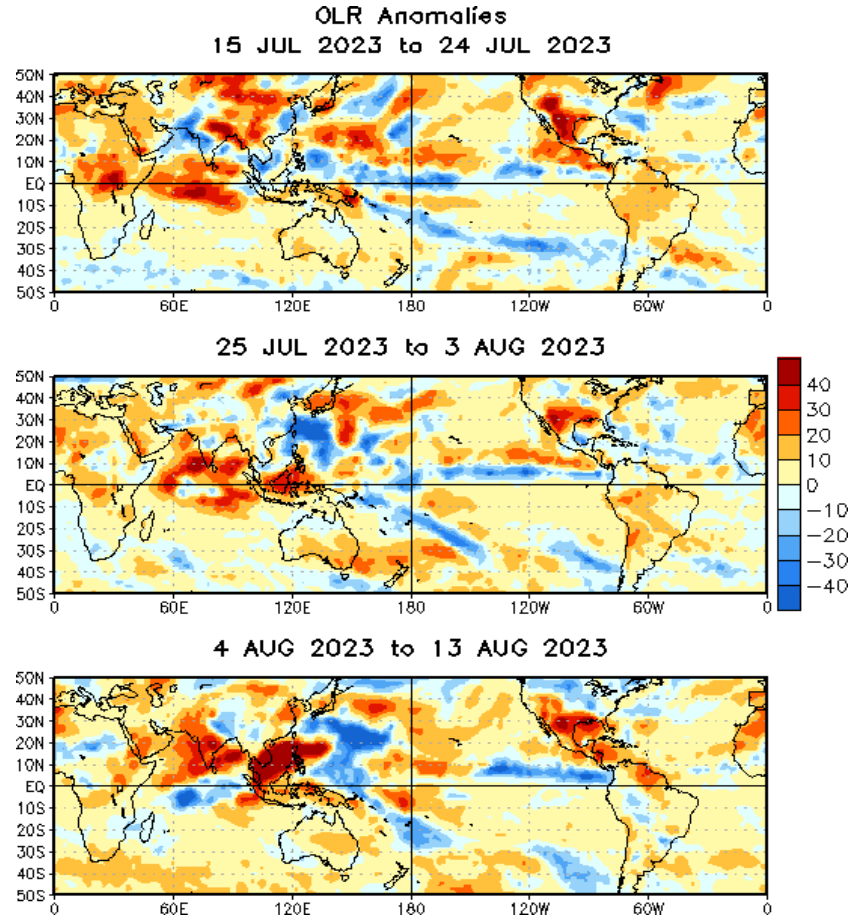 OLR Anomalies
15 JUL 2023 to 24 JUL 2023
50N
40N
30N
20N
10N
EQ
10S
20S
30S
40S
50S
0 60E 120E 180 120W 60W 0
25 JUL 2023 to 3 AUG 2023
50N
40N
30N
20N
10N
EQ
10S
20S
30S
40S
50S
0 60E 120E 180 120W 60W 0
40
30
20
10
0
−10
−20
−30
−40
4 AUG 2023 to 13 AUG 2023
50N
40N
30N
20N
10N
EQ
10S
20S
30S
40S
50S
0 60E 120E 180 120W 60W 0